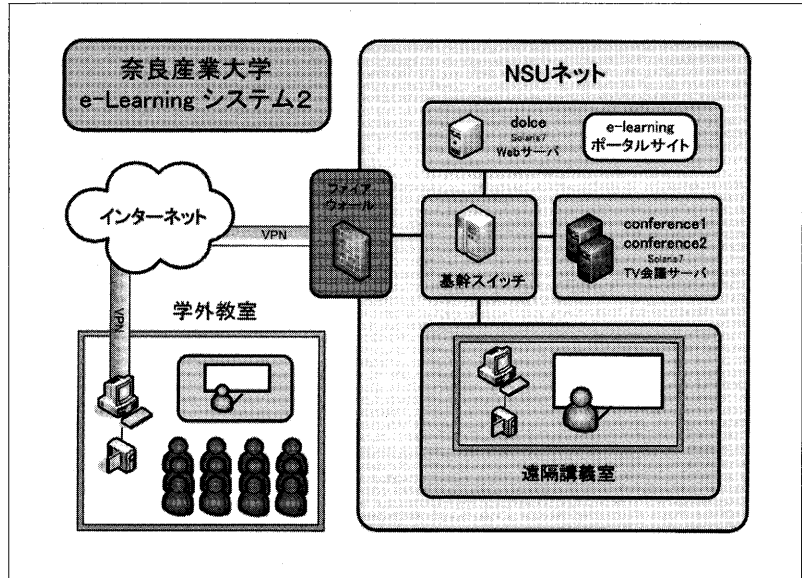 奈良産業大学
e-Learning システム2
NSUネット
dolce
Solaris7
Webサーバ
e-learning
ポータルサイト
ファイア
ウォール
インターネット
VPN
基幹スイッチ
conference1
conference2
Solaris7
TV会議サーバ
VPN
学外教室
遠隔講義室